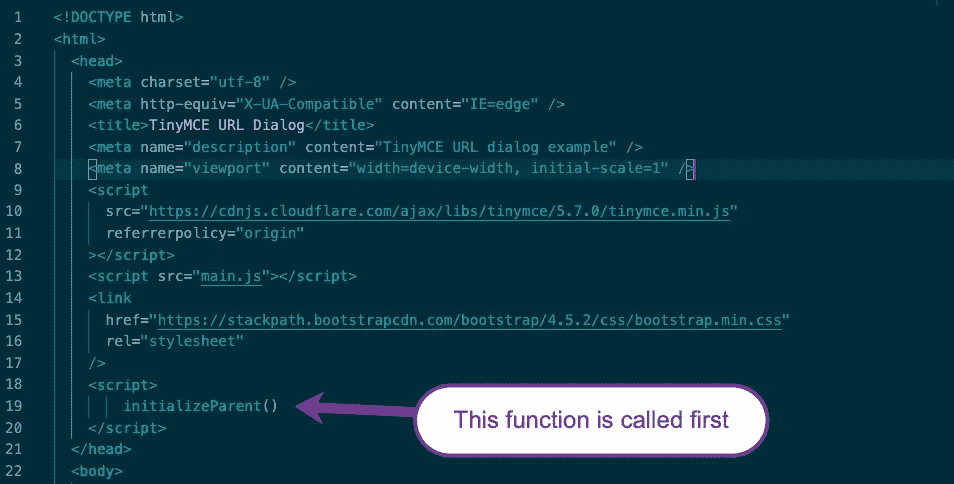 1 <!DOCTYPE html>
2 <html>
3 <head>
4 <meta charset="utf-8" />
5 <meta http-equiv="X-UA-Compatible" content="IE=edge" />
6 <title>TinyMCE URL Dialog</title>
7 <meta name="description" content="TinyMCE URL dialog example" />
8 <meta name="viewport" content="width=device-width, initial-scale=1" />
9 <script
10 src="https://cdnjs.cloudflare.com/ajax/libs/tinymce/5.7.0/tinymce.min.js"
11 referrerpolicy="origin"
12 ></script>
13 <script src="main.js"></script>
14 <link
15 href="https://stackpath.bootstrapcdn.com/bootstrap/4.5.2/css/bootstrap.min.css"
16 rel="stylesheet"
17 />
18 <script>
19 initializeParent()
This function is called first
20 </script>
21 </head>
22 <body>